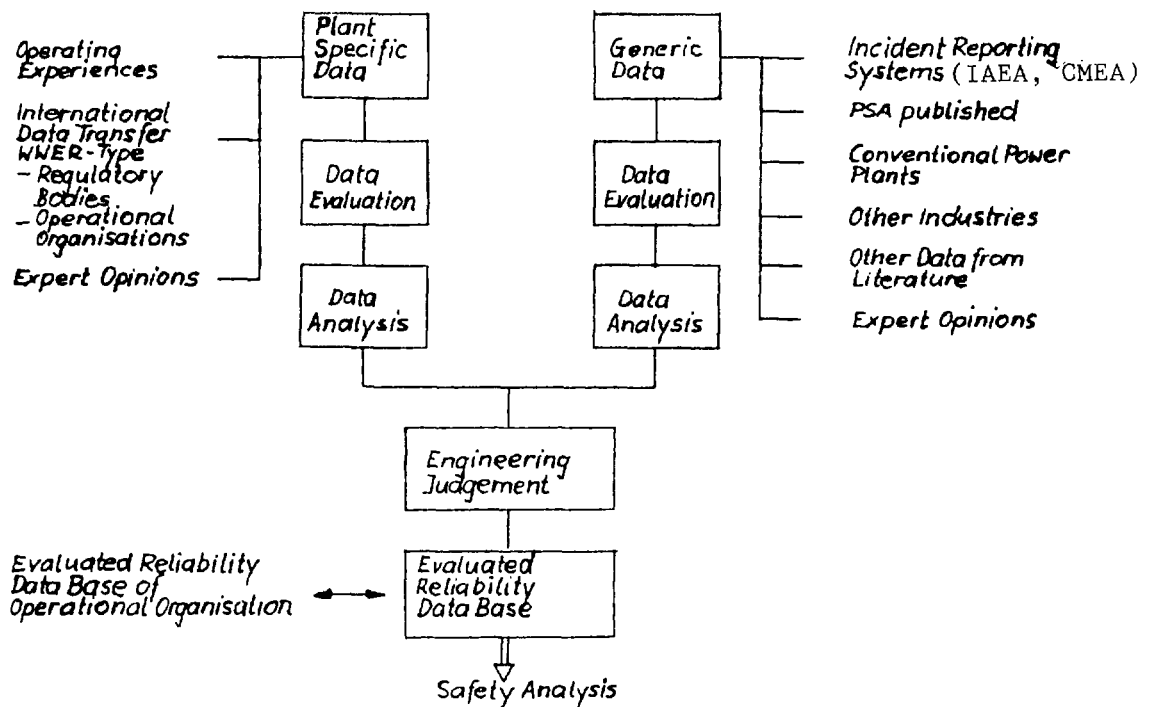 Operating
Experiences
International
Data Transfer
WWER-Type
- Regulatory
Bodies
- Operational
Organisations
Expert Opinions
Plant
Specific
Data
Data
Evaluation
Data
Analysis
Generic
Data
Data
Evaluation
Data
Analysis
Incident Reporting
Systems (IAEA, CMEA)
PSA published
Conventional Power
Plants
Other Industries
Other Data from
Literature
Expert Opinions
Engineering
Judgement
Evaluated Reliability
Data Base of
Operational Organisation
Evaluated
Reliability
Data Base
Safety Analysis